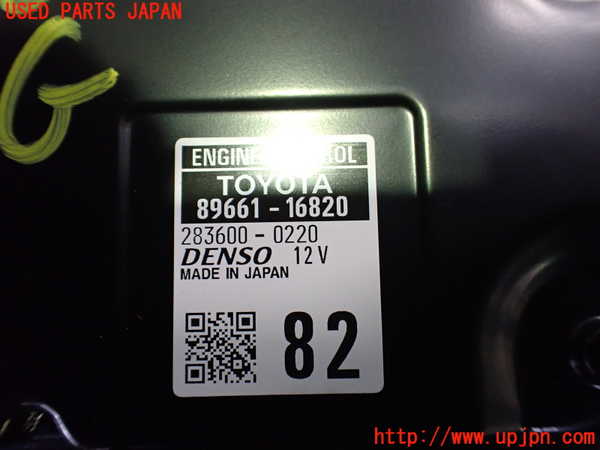 USED PARTS JAPAN
G
ENGINE
TOYOTA
89661-16820
283600-0220
DENSO 12V
MADE IN JAPAN
82
http://www.upjpn.com